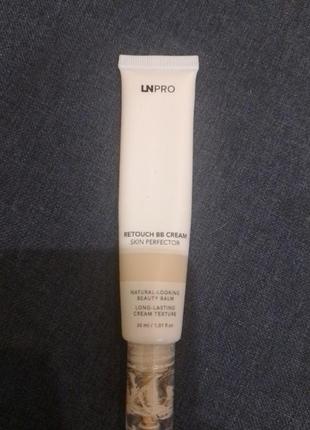 LNPRO
RETOUCH BB CREAM
SKIN PERFECTOR
NATURAL-LOOKING
BEAUTY BALM
LONG-LASTING
CREAM TEXTURE
30 ml / 1,01 fl.oz